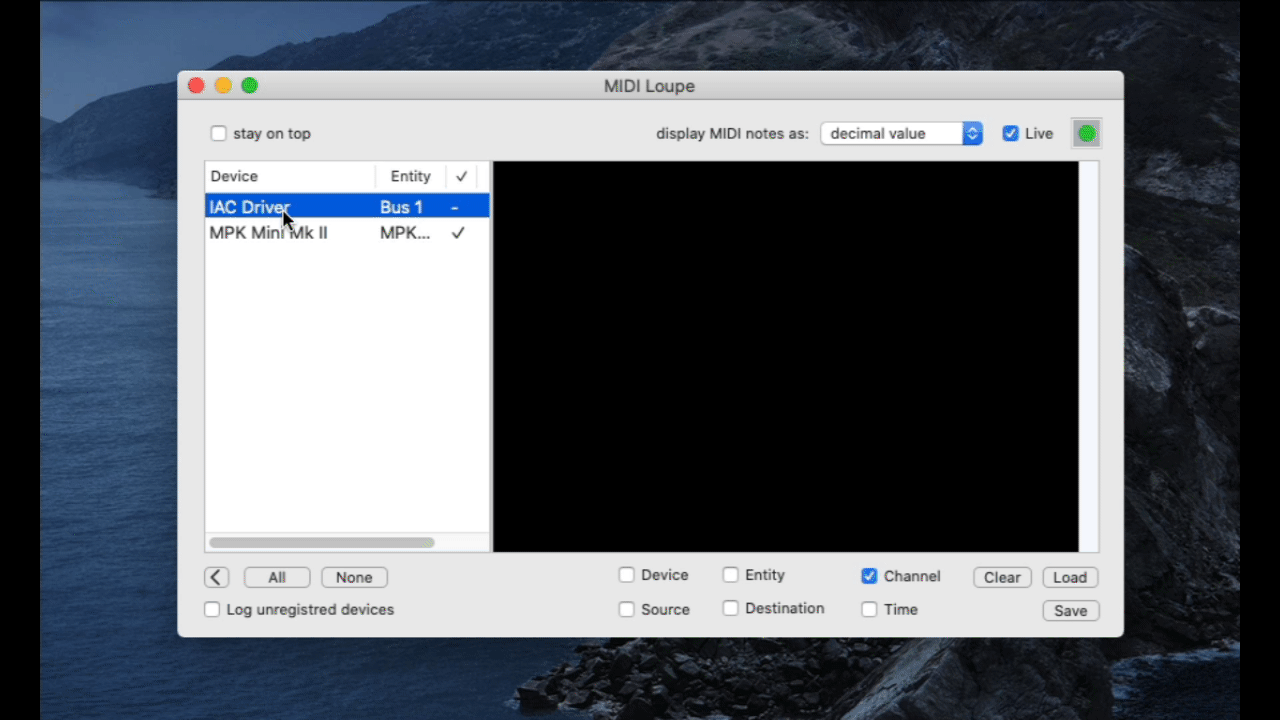 MIDI Loupe
stay on top
display MIDI notes as: decimal value Live
Device Entity ✓
IAC Driver Bus 1 -
MPK Mini Mk II MPK... ✓
All None
Device Entity Channel Clear Load
Log unregistred devices
Source Destination Time Save